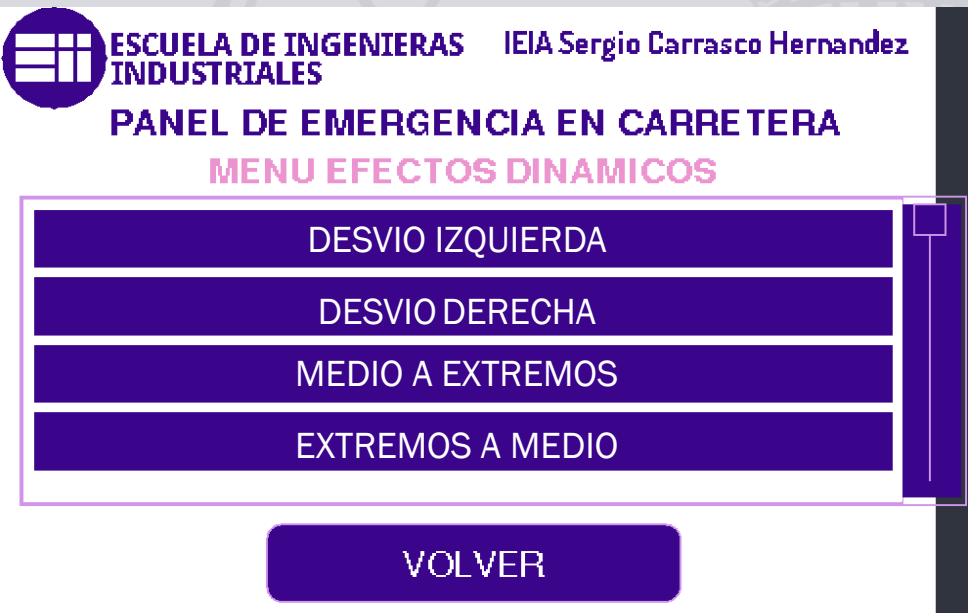 ESCUELA DE INGENIERAS
INDUSTRIALES
IEIA Sergio Carrasco Hernandez
PANEL DE EMERGENCIA EN CARRETERA
MENU EFECTOS DINAMICOS
DESVIO IZQUIERDA
DESVIO DERECHA
MEDIO A EXTREMOS
EXTREMOS A MEDIO
VOLVER